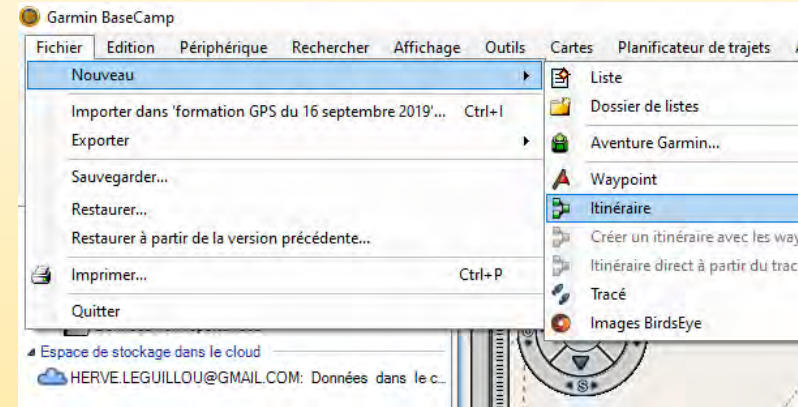 Garmin BaseCamp
Fichier Edition Périphérique Rechercher Affichage Outils Cartes Planificateur de trajets
Nouveau
Importer dans 'formation GPS du 16 septembre 2019'... Ctrl+I
Exporter
Sauvegarder...
Restaurer...
Restaurer à partir de la version précédente...
Imprimer... Ctrl+P
Quitter
Liste
Dossier de listes
Aventure Garmin...
Waypoint
Itinéraire
Créer un itinéraire avec les way
Itinéraire direct à partir du trac
Tracé
Images BirdsEye
Espace de stockage dans le cloud
HERVE.LEGUILLOU@GMAIL.COM: Données dans le c...
S